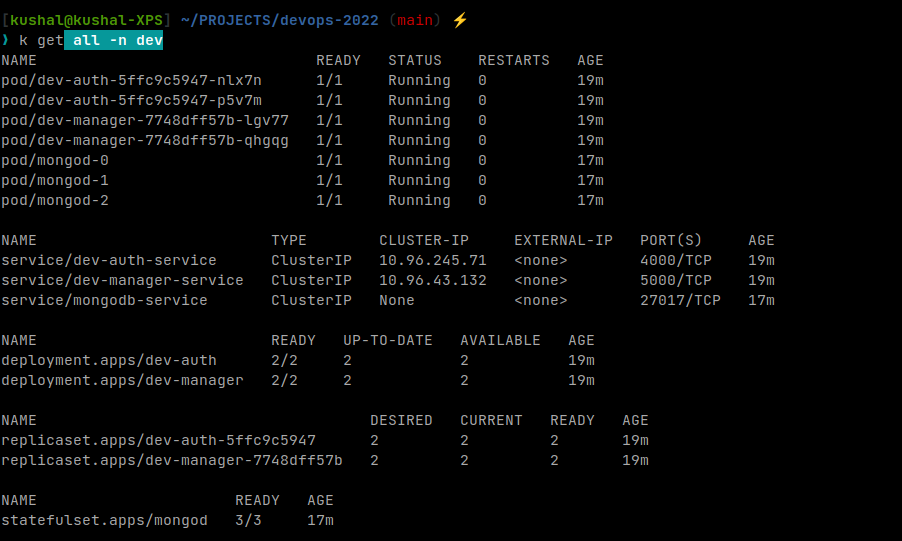 [kushal@kushal-XPS] ~/PROJECTS/devops-2022 (main) ⚡
❯ k get all -n dev
NAME READY STATUS RESTARTS AGE
pod/dev-auth-5ffc9c5947-nlx7n 1/1 Running 0 19m
pod/dev-auth-5ffc9c5947-p5v7m 1/1 Running 0 19m
pod/dev-manager-7748dff57b-lgv77 1/1 Running 0 19m
pod/dev-manager-7748dff57b-qhgqg 1/1 Running 0 19m
pod/mongod-0 1/1 Running 0 17m
pod/mongod-1 1/1 Running 0 17m
pod/mongod-2 1/1 Running 0 17m
NAME TYPE CLUSTER-IP EXTERNAL-IP PORT(S) AGE
service/dev-auth-service ClusterIP 10.96.245.71 <none> 4000/TCP 19m
service/dev-manager-service ClusterIP 10.96.43.132 <none> 5000/TCP 19m
service/mongodb-service ClusterIP None <none> 27017/TCP 17m
NAME READY UP-TO-DATE AVAILABLE AGE
deployment.apps/dev-auth 2/2 2 2 19m
deployment.apps/dev-manager 2/2 2 2 19m
NAME DESIRED CURRENT READY AGE
replicaset.apps/dev-auth-5ffc9c5947 2 2 2 19m
replicaset.apps/dev-manager-7748dff57b 2 2 2 19m
NAME READY AGE
statefulset.apps/mongod 3/3 17m